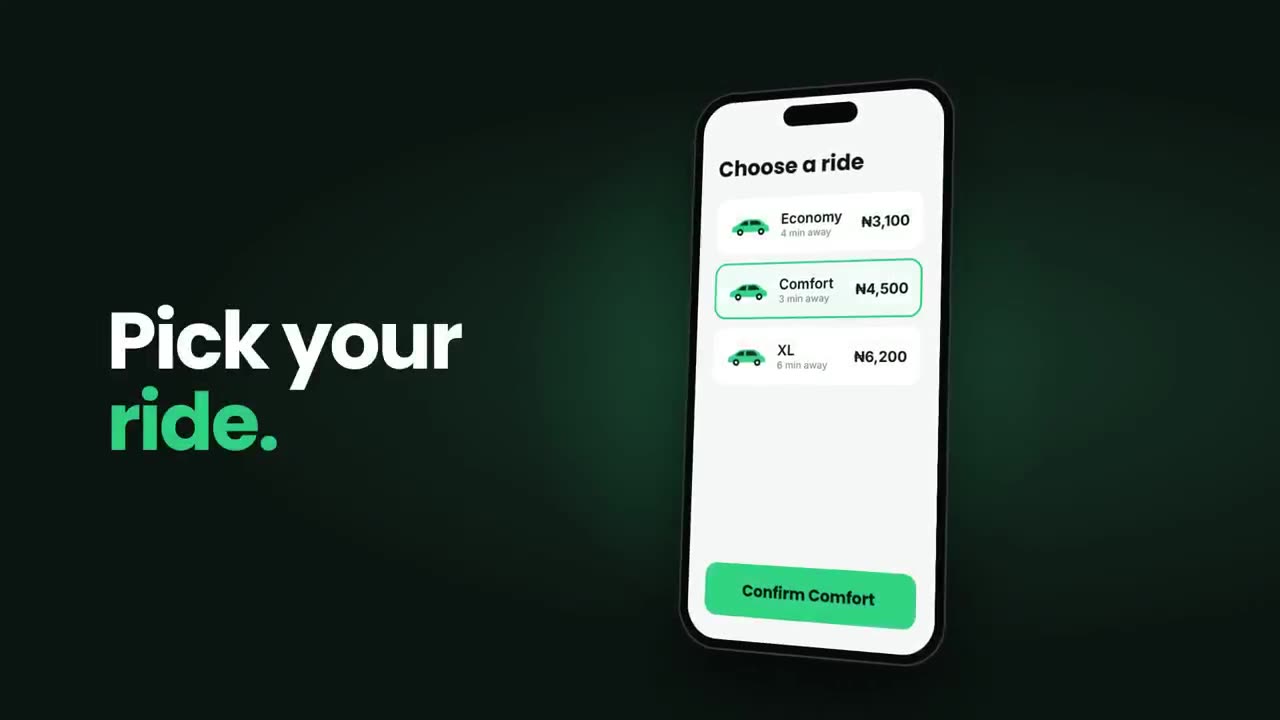 Pick your
ride.
Choose a ride
Economy
4 min away
₦3,100
Comfort
3 min away
₦4,500
XL
6 min away
₦6,200
Confirm Comfort